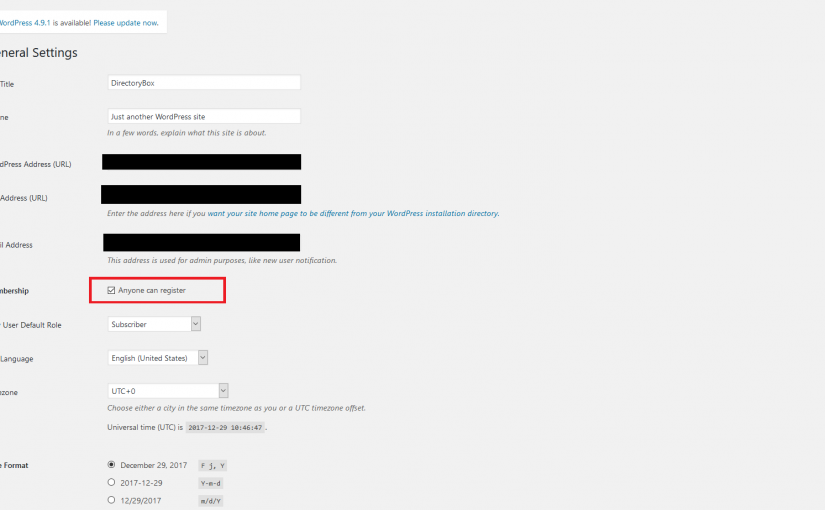 WordPress 4.9.1 is available! Please update now.
neral Settings
Title
DirectoryBox
ne
Just another WordPress site
In a few words, explain what this site is about.
dPress Address (URL)
Address (URL)
Enter the address here if you want your site home page to be different from your WordPress installation directory.
il Address
This address is used for admin purposes, like new user notification.
mbership
Anyone can register
User Default Role
Subscriber
Language
English (United States)
ezone
UTC+0
Choose either a city in the same timezone as you or a UTC timezone offset.
Universal time (UTC) is 2017-12-29 10:46:47.
e Format
December 29, 2017 F j, Y
2017-12-29 Y-m-d
12/29/2017 m/d/Y